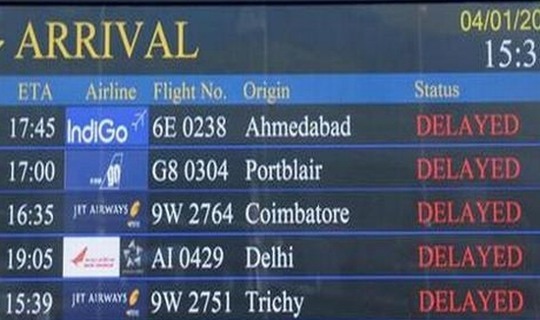 ARRIVAL 04/01/20
15:3
ETA Airline Flight No. Origin Status
17:45 IndiGo 6E 0238 Ahmedabad DELAYED
17:00 go G8 0304 Portblair DELAYED
16:35 JET AIRWAYS 9W 2764 Coimbatore DELAYED
19:05 AI 0429 Delhi DELAYED
15:39 JET AIRWAYS 9W 2751 Trichy DELAYED